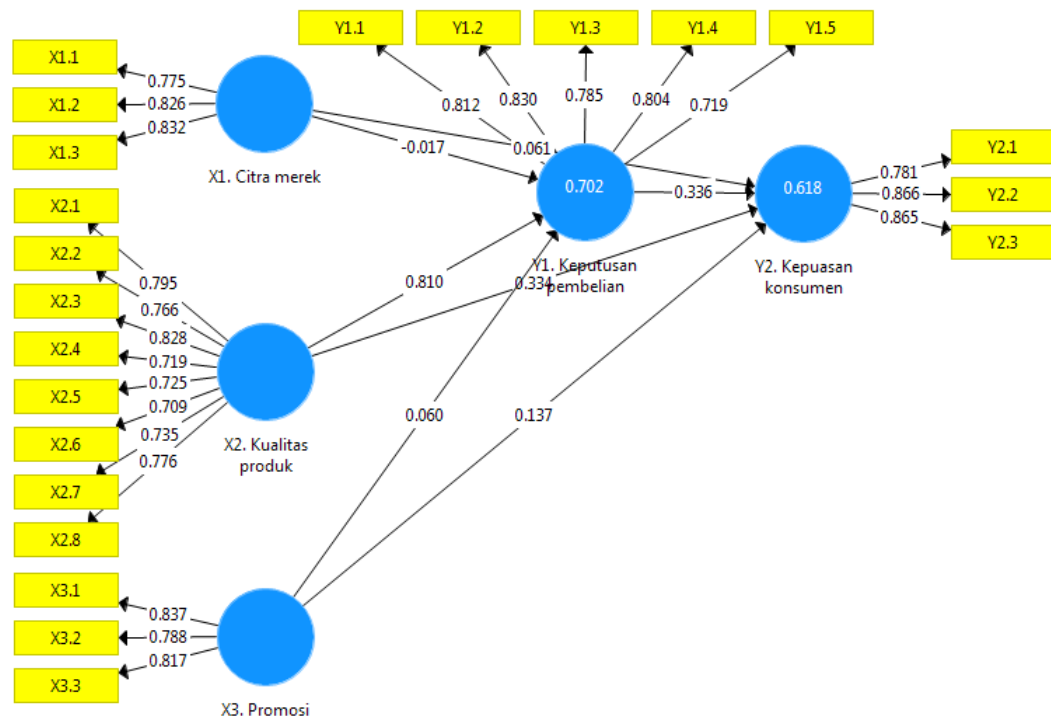 Y1.1
Y1.2
Y1.3
Y1.4
Y1.5
X1.1
X1.2
X1.3
0.775
0.826
0.832
X1. Citra merek
0.812
0.830
0.785
0.804
0.719
-0.017
0.061
0.702
0.336
0.618
Y1. Keputusan
pembelian
Y2. Kepuasan
konsumen
0.781
0.866
0.865
Y2.1
Y2.2
Y2.3
X2.1
X2.2
X2.3
X2.4
X2.5
X2.6
X2.7
X2.8
0.795
0.766
0.828
0.719
0.725
0.709
0.735
0.776
X2. Kualitas
produk
0.810
0.334
0.060
0.137
X3.1
X3.2
X3.3
0.837
0.788
0.817
X3. Promosi